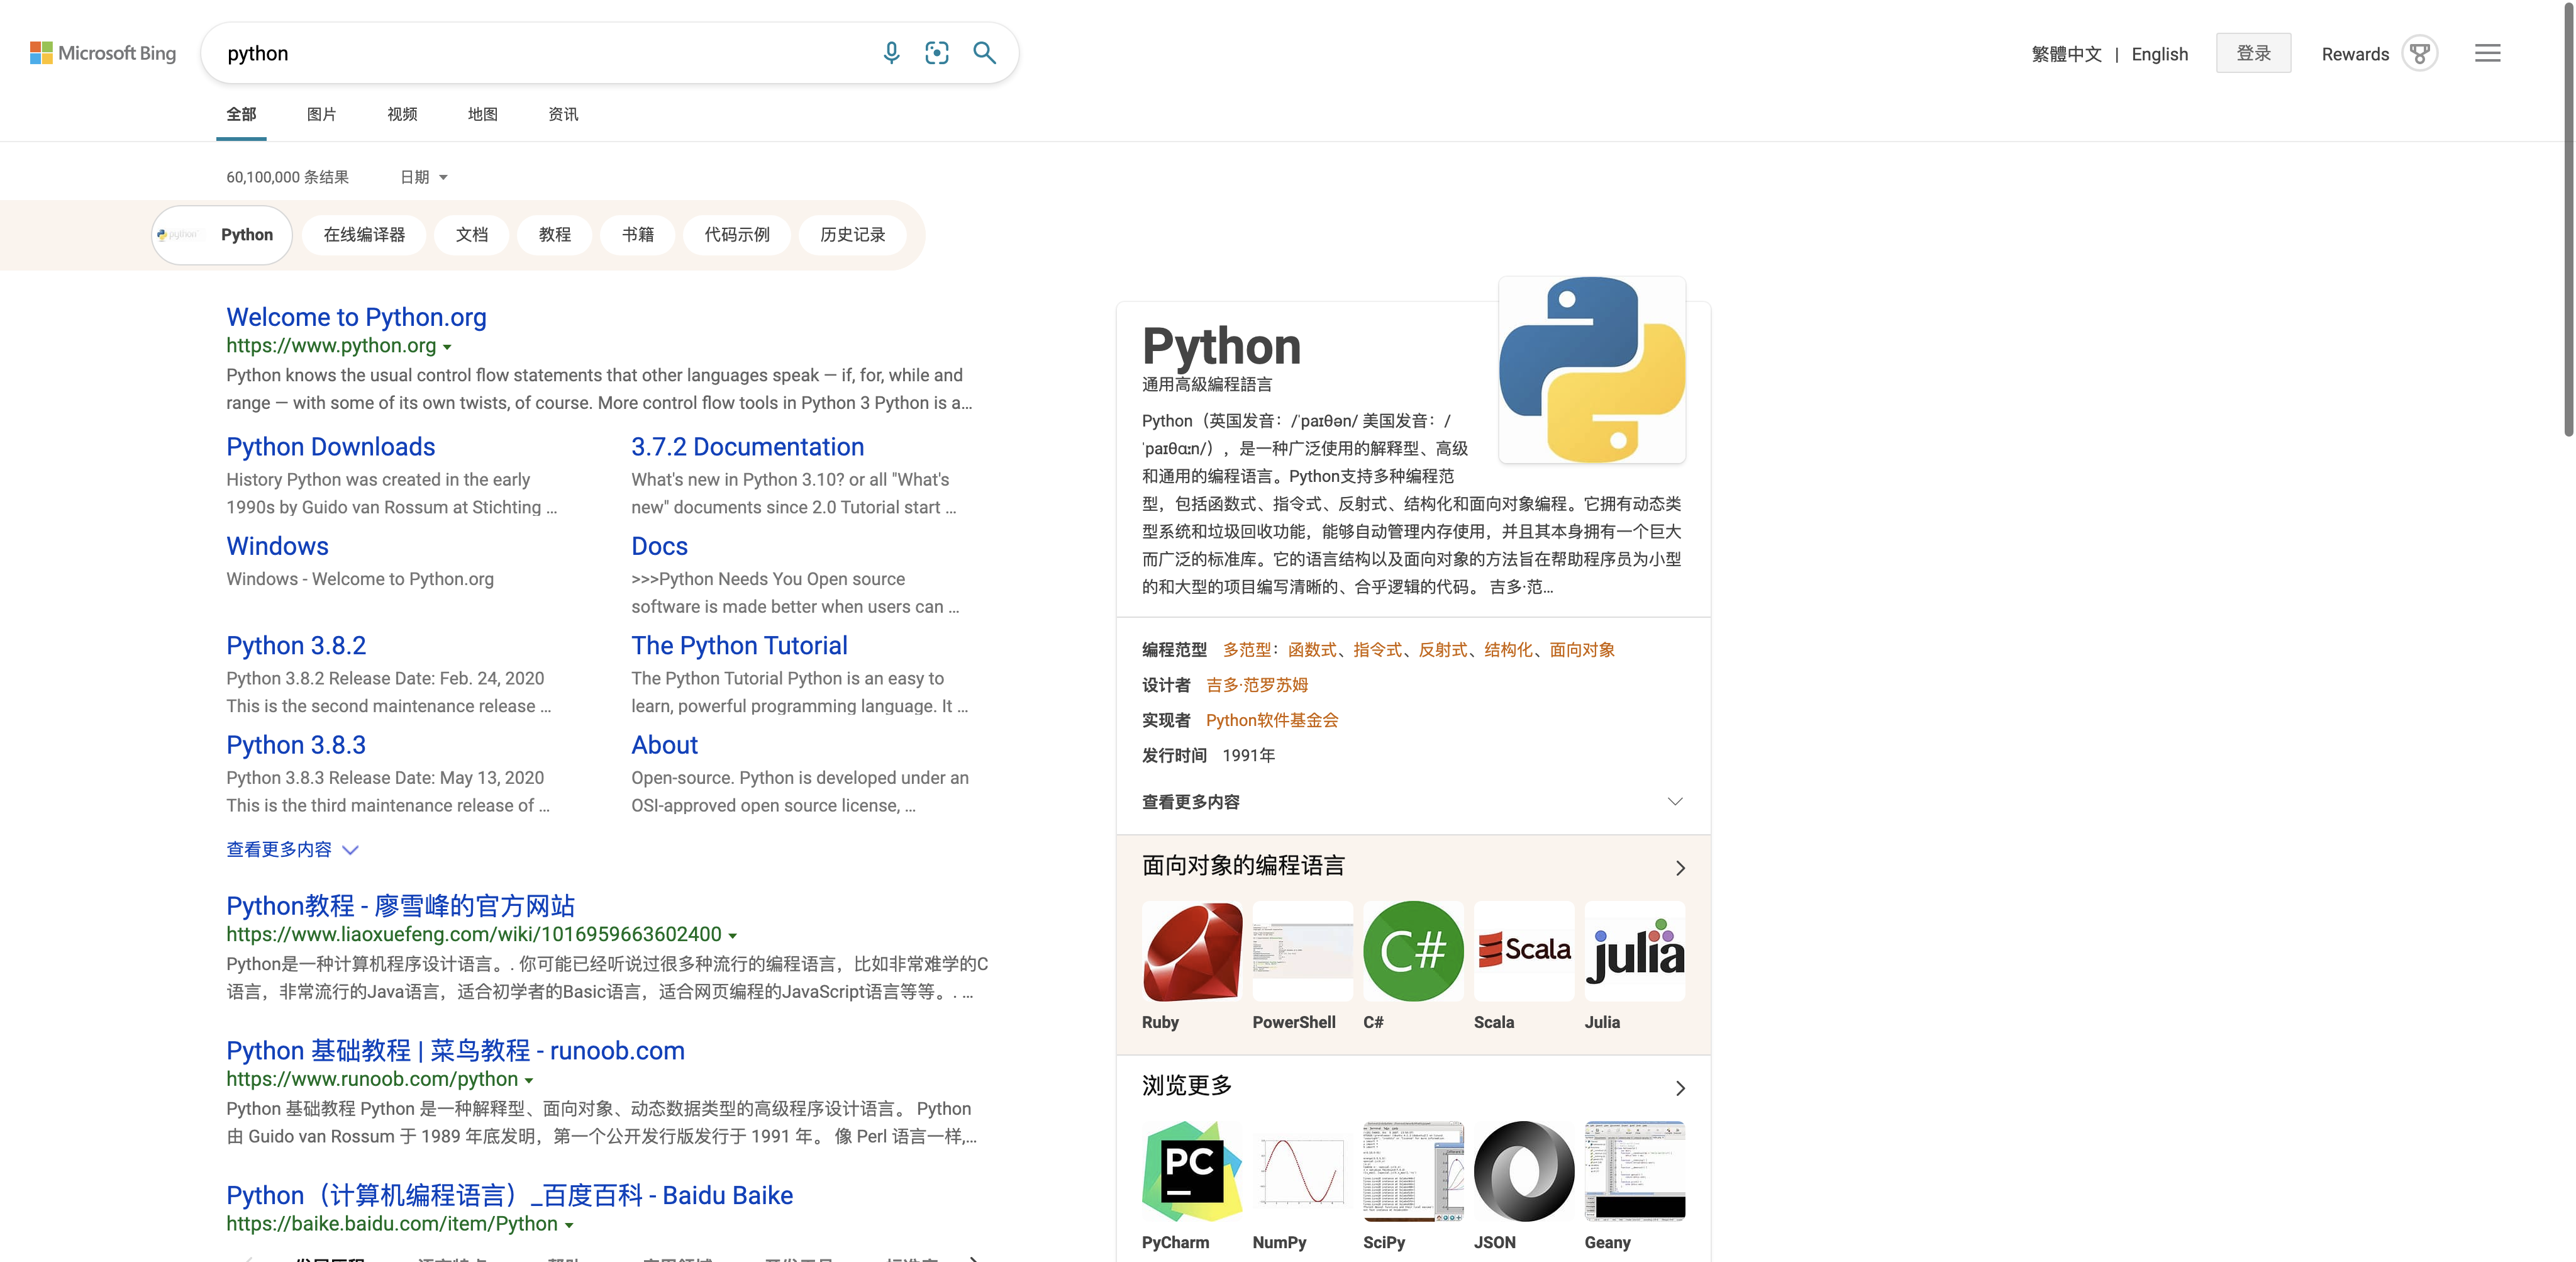 Microsoft Bing
python
繁體中文 | English
登录
Rewards
全部
图片
视频
地图
资讯
60,100,000 条结果
日期
Python
在线编译器
文档
教程
书籍
代码示例
历史记录
Welcome to Python.org
https://www.python.org
Python knows the usual control flow statements that other languages speak — if, for, while and
range — with some of its own twists, of course. More control flow tools in Python 3 Python is a...
Python Downloads
History Python was created in the early
1990s by Guido van Rossum at Stichting ...
3.7.2 Documentation
What's new in Python 3.10? or all "What's
new" documents since 2.0 Tutorial start ...
Windows
Windows - Welcome to Python.org
Docs
>>>Python Needs You Open source
software is made better when users can ...
Python 3.8.2
Python 3.8.2 Release Date: Feb. 24, 2020
This is the second maintenance release ...
The Python Tutorial
The Python Tutorial Python is an easy to
learn, powerful programming language. It ...
Python 3.8.3
Python 3.8.3 Release Date: May 13, 2020
This is the third maintenance release of ...
About
Open-source. Python is developed under an
OSI-approved open source license, ...
查看更多内容
Python教程 - 廖雪峰的官方网站
https://www.liaoxuefeng.com/wiki/1016959663602400
Python是一种计算机程序设计语言。. 你可能已经听说过很多种流行的编程语言，比如非常难学的C
语言，非常流行的Java语言，适合初学者的Basic语言，适合网页编程的JavaScript语言等等。. ...
Python 基础教程 | 菜鸟教程 - runoob.com
https://www.runoob.com/python
Python 基础教程 Python 是一种解释型、面向对象、动态数据类型的高级程序设计语言。 Python
由 Guido van Rossum 于 1989 年底发明，第一个公开发行版发行于 1991 年。 像 Perl 语言一样,...
Python（计算机编程语言）_百度百科 - Baidu Baike
https://baike.baidu.com/item/Python
Python
通用高級編程語言
Python（英国发音：/ˈpaɪθən/ 美国发音：/
ˈpaɪθɑːn/），是一种广泛使用的解释型、高级
和通用的编程语言。Python支持多种编程范
型，包括函数式、指令式、反射式、结构化和面向对象编程。它拥有动态类
型系统和垃圾回收功能，能够自动管理内存使用，并且其本身拥有一个巨大
而广泛的标准库。它的语言结构以及面向对象的方法旨在帮助程序员为小型
的和大型的项目编写清晰的、合乎逻辑的代码。 吉多·范...
编程范型 多范型：函数式、指令式、反射式、结构化、面向对象
设计者 吉多·范罗苏姆
实现者 Python软件基金会
发行时间 1991年
查看更多内容
面向对象的编程语言
C#
Scala
julia
Ruby
PowerShell
C#
Scala
Julia
浏览更多
PC
PyCharm
NumPy
SciPy
JSON
Geany